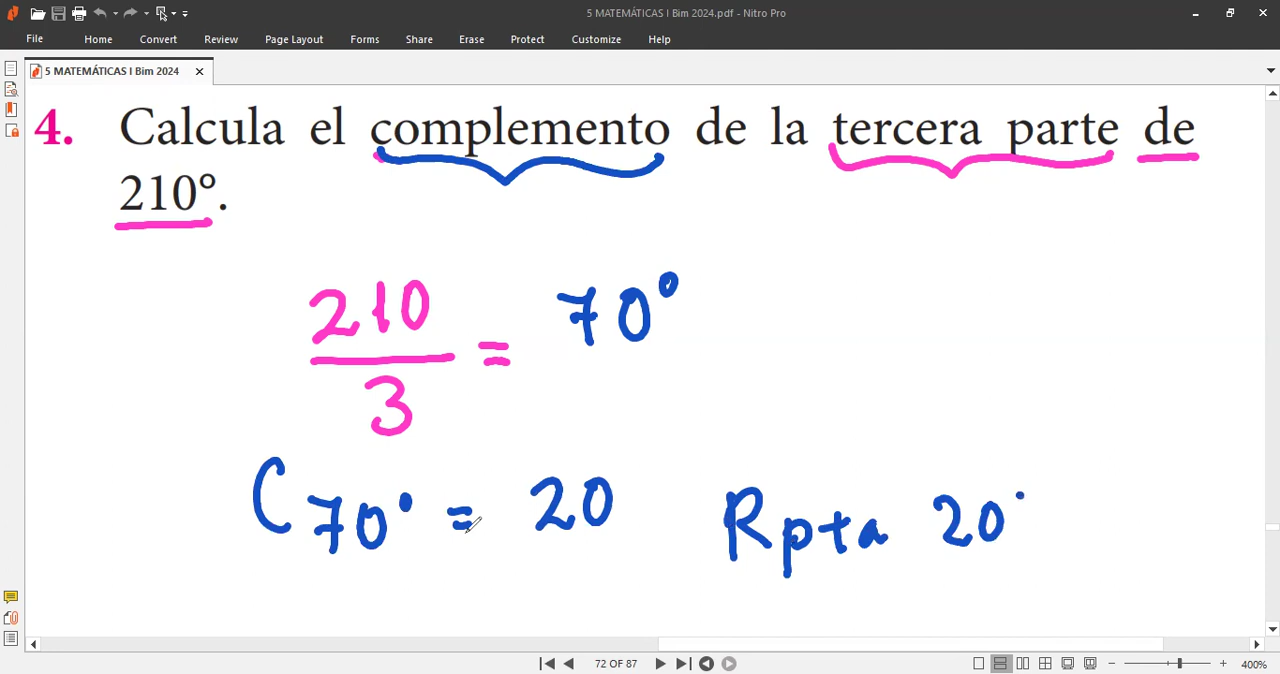 5 MATEMÁTICAS I Bim 2024.pdf - Nitro Pro
File Home Convert Review Page Layout Forms Share Erase Protect Customize Help
5 MATEMÁTICAS I Bim 2024
4. Calcula el complemento de la tercera parte de
210º.
210
3
= 70°
C 70° = 20 Rpta 20°
72 OF 87
400%